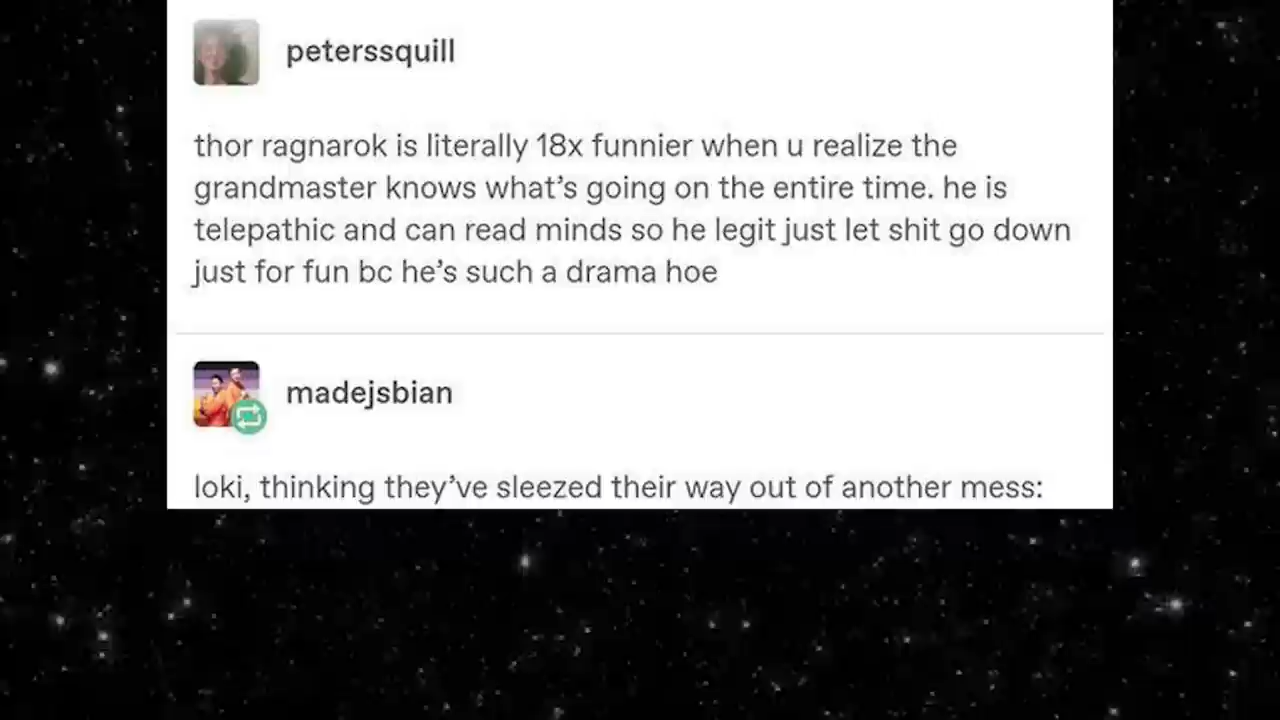 peterssquill
thor ragnarok is literally 18x funnier when u realize the
grandmaster knows what’s going on the entire time. he is
telepathic and can read minds so he legit just let shit go down
just for fun bc he’s such a drama hoe
madejsbian
loki, thinking they’ve sleezed their way out of another mess: